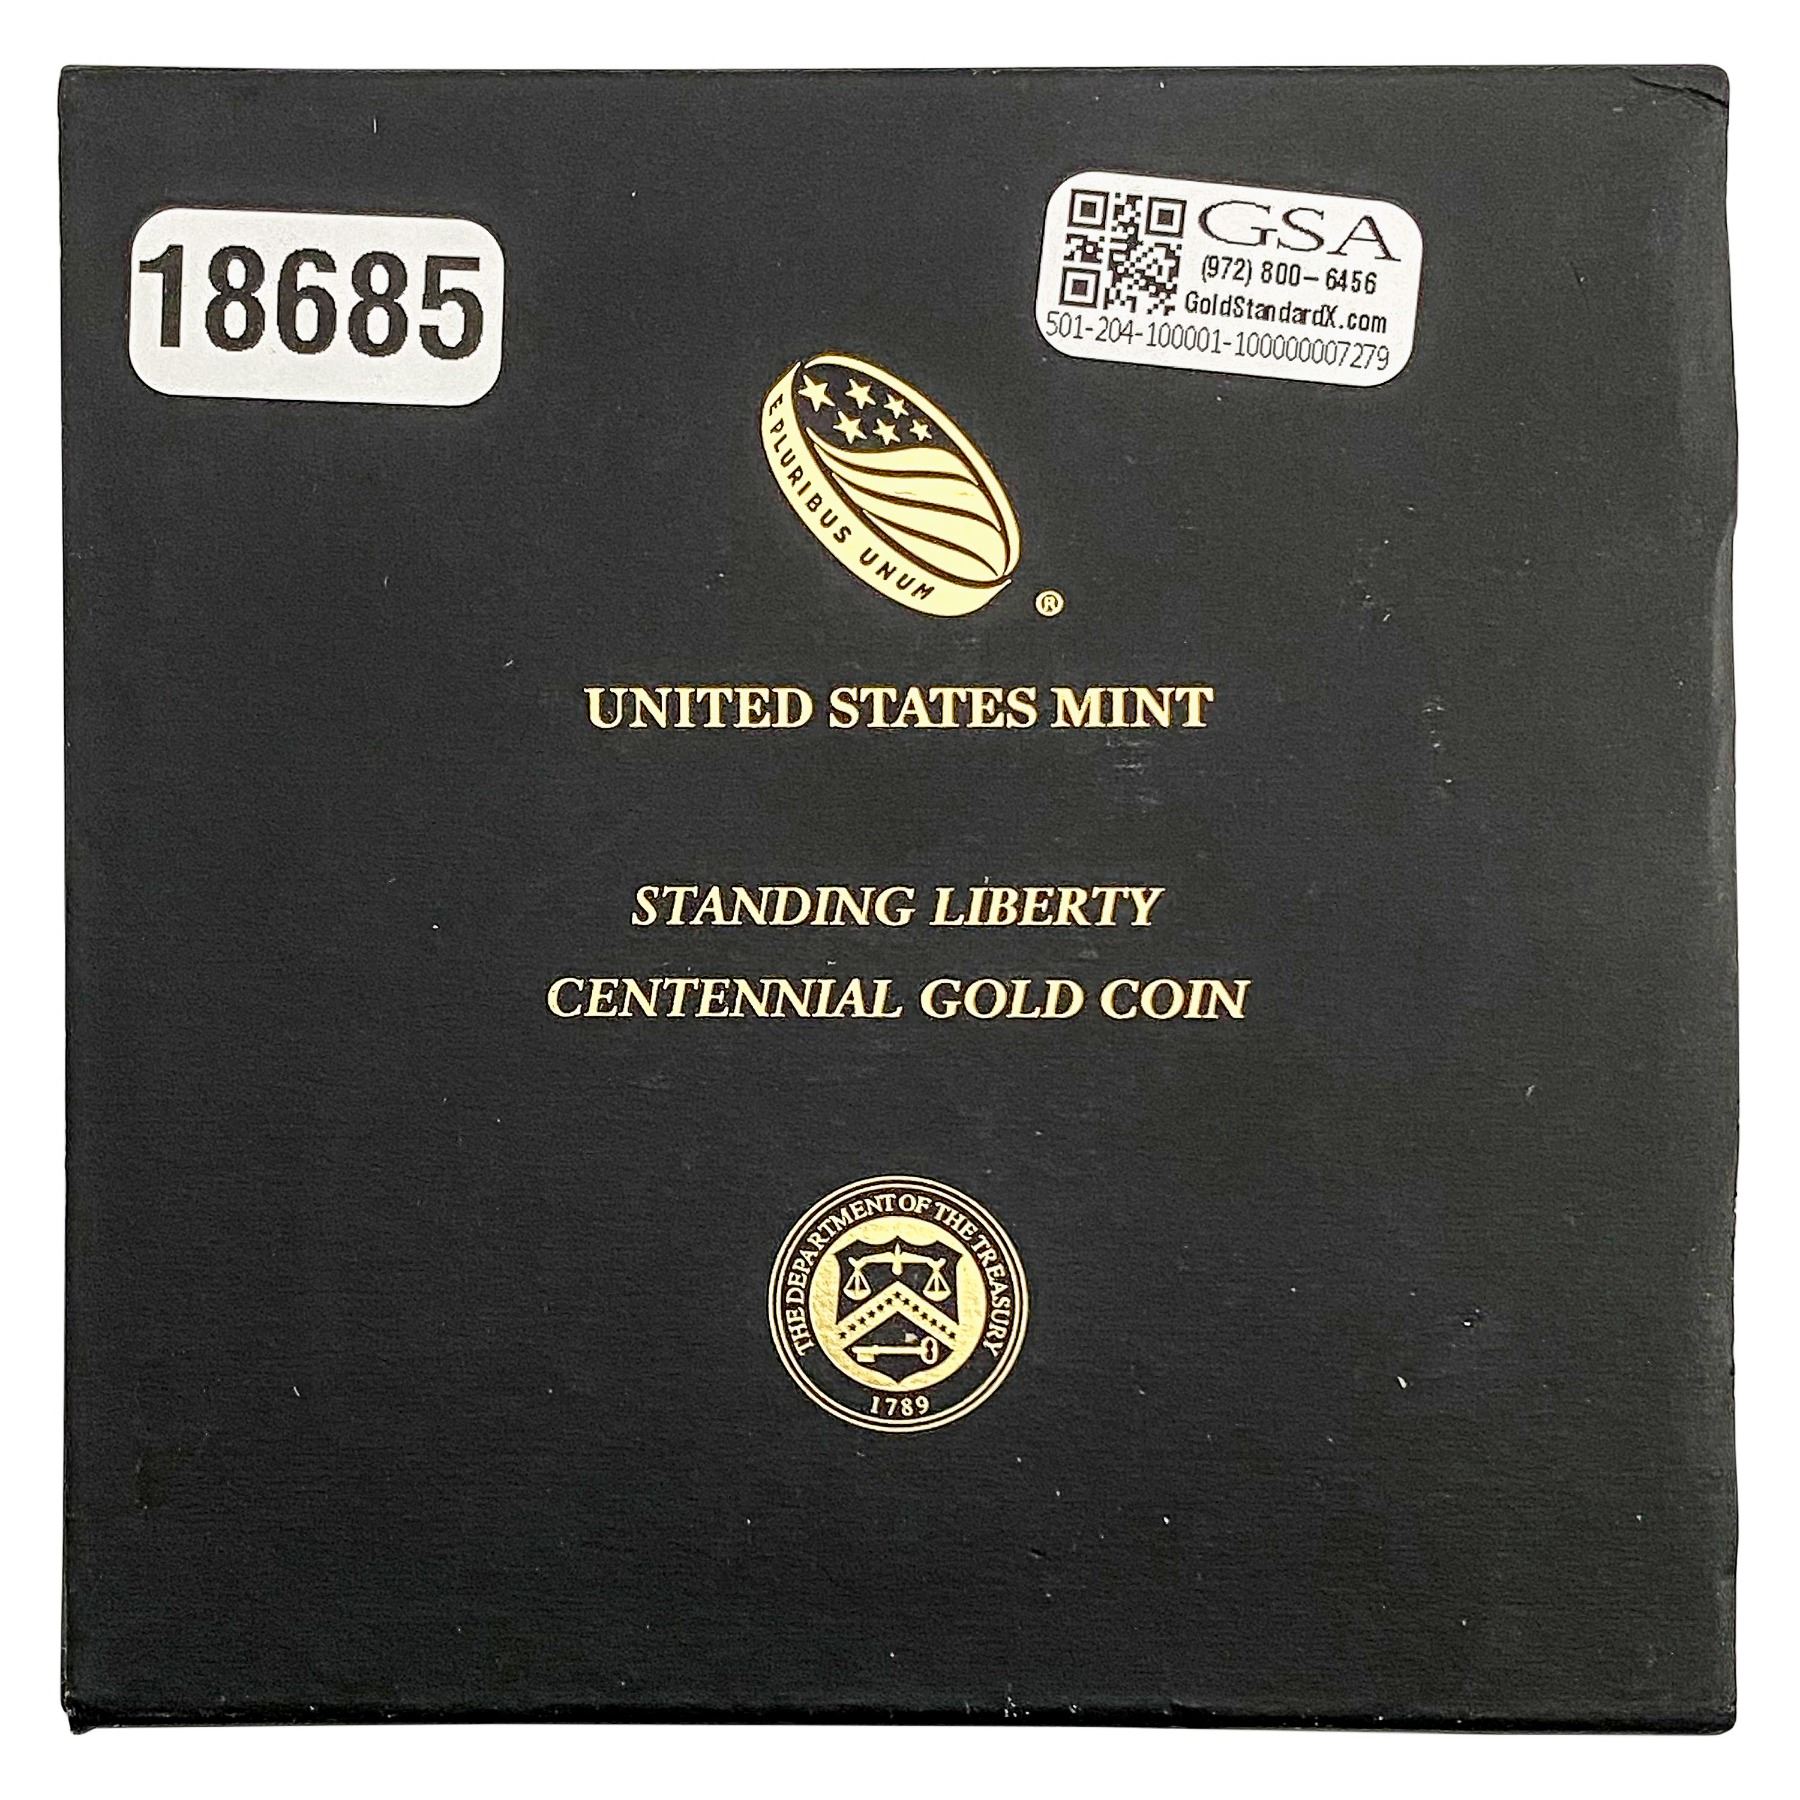 18685
GSA
(972) 800-6456
GoldStandardX.com
501-204-100001-100000007279
E PLURIBUS UNUM
®
UNITED STATES MINT
STANDING LIBERTY
CENTENNIAL GOLD COIN
THE DEPARTMENT OF THE TREASURY
1789